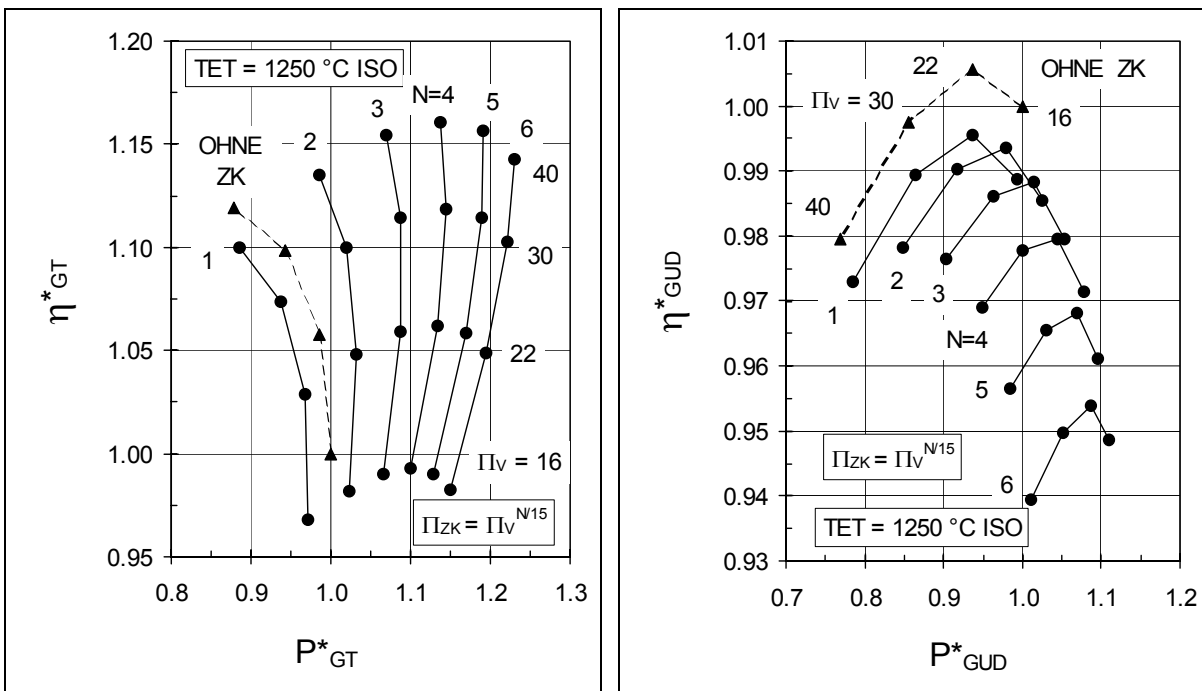 1.20
1.15
1.10
1.05
1.00
0.95
0.8 0.9 1.0 1.1 1.2 1.3
η*GT
P*GT
TET = 1250 °C ISO
OHNE
ZK
1
2
3
N=4
5
6
40
30
22
ΠV = 16
ΠZK = ΠV^N/15
1.01
1.00
0.99
0.98
0.97
0.96
0.95
0.94
0.93
0.7 0.8 0.9 1.0 1.1 1.2
η*GUD
P*GUD
22
OHNE ZK
ΠV = 30
16
40
1
2
3
N=4
5
6
ΠZK = ΠV^N/15
TET = 1250 °C ISO